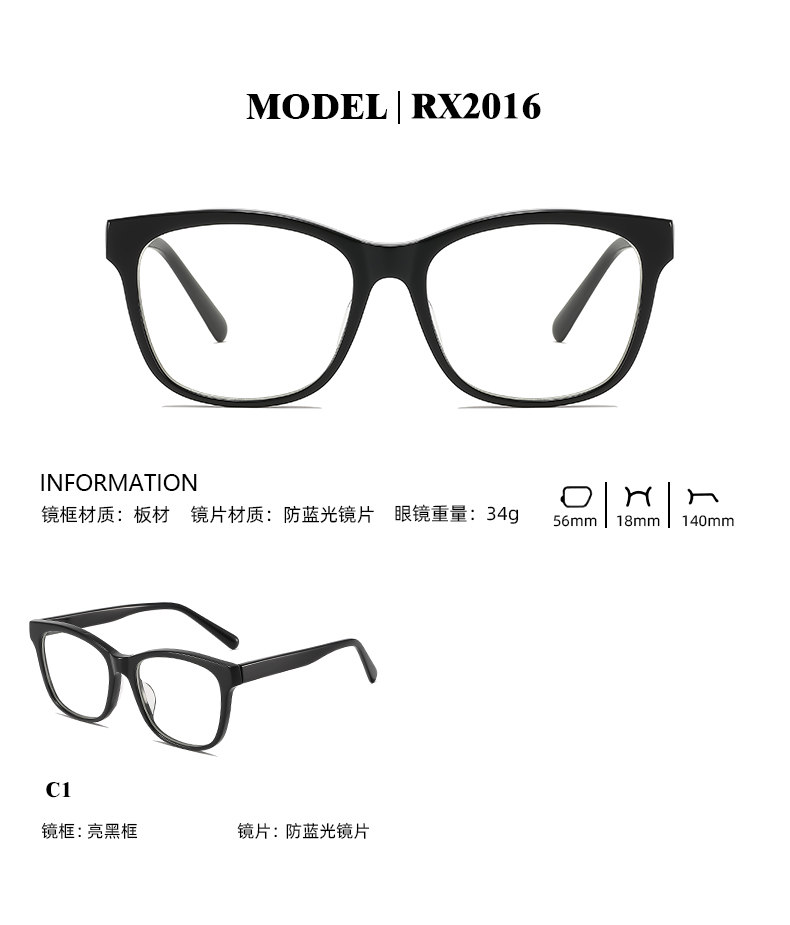 MODEL | RX2016
INFORMATION
镜框材质：板材 镜片材质：防蓝光镜片 眼镜重量：34g
56mm 18mm 140mm
C1
镜框：亮黑框 镜片：防蓝光镜片